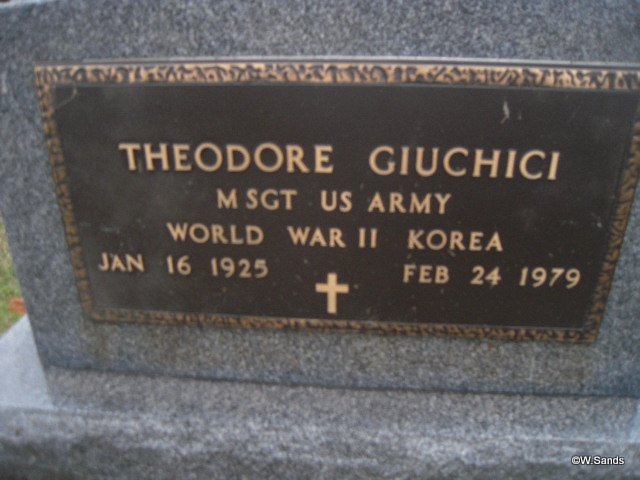 THEODORE GIUCHICI
M SGT US ARMY
WORLD WAR II KOREA
JAN 16 1925 FEB 24 1979
©W.Sands